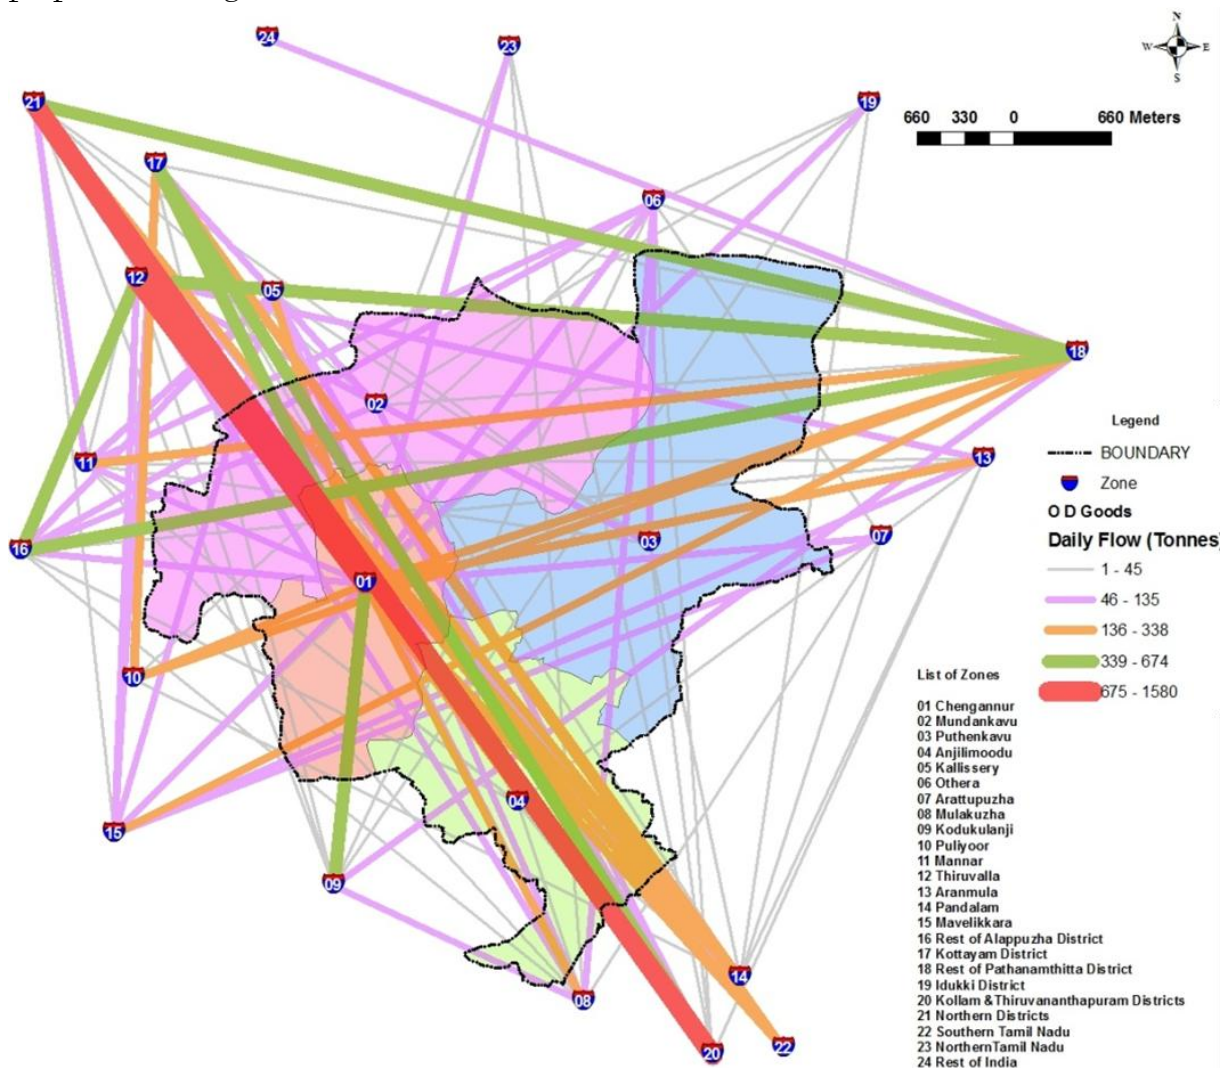 24
23
N
W
E
S
21
19
660 330 0 660 Meters
17
06
12
05
18
02
Legend
BOUNDARY
11
13
Zone
O D Goods
16
03
07
Daily Flow (Tonnes)
1 - 45
01
46 - 135
136 - 338
339 - 674
10
675 - 1580
List of Zones
01 Chengannur
02 Mundankavu
03 Puthenkavu
04 Anjilimoodu
05 Kallissery
06 Othera
07 Arattupuzha
08 Mulakuzha
09 Kodukulanji
10 Puliyoor
11 Mannar
12 Thiruvalla
13 Aranmula
14 Pandalam
15 Mavelikkara
16 Rest of Alappuzha District
17 Kottayam District
18 Rest of Pathanamthitta District
19 Idukki District
20 Kollam &Thiruvananthapuram Districts
21 Northern Districts
22 Southern Tamil Nadu
23 NorthernTamil Nadu
24 Rest of India
04
15
09
14
08
20
22